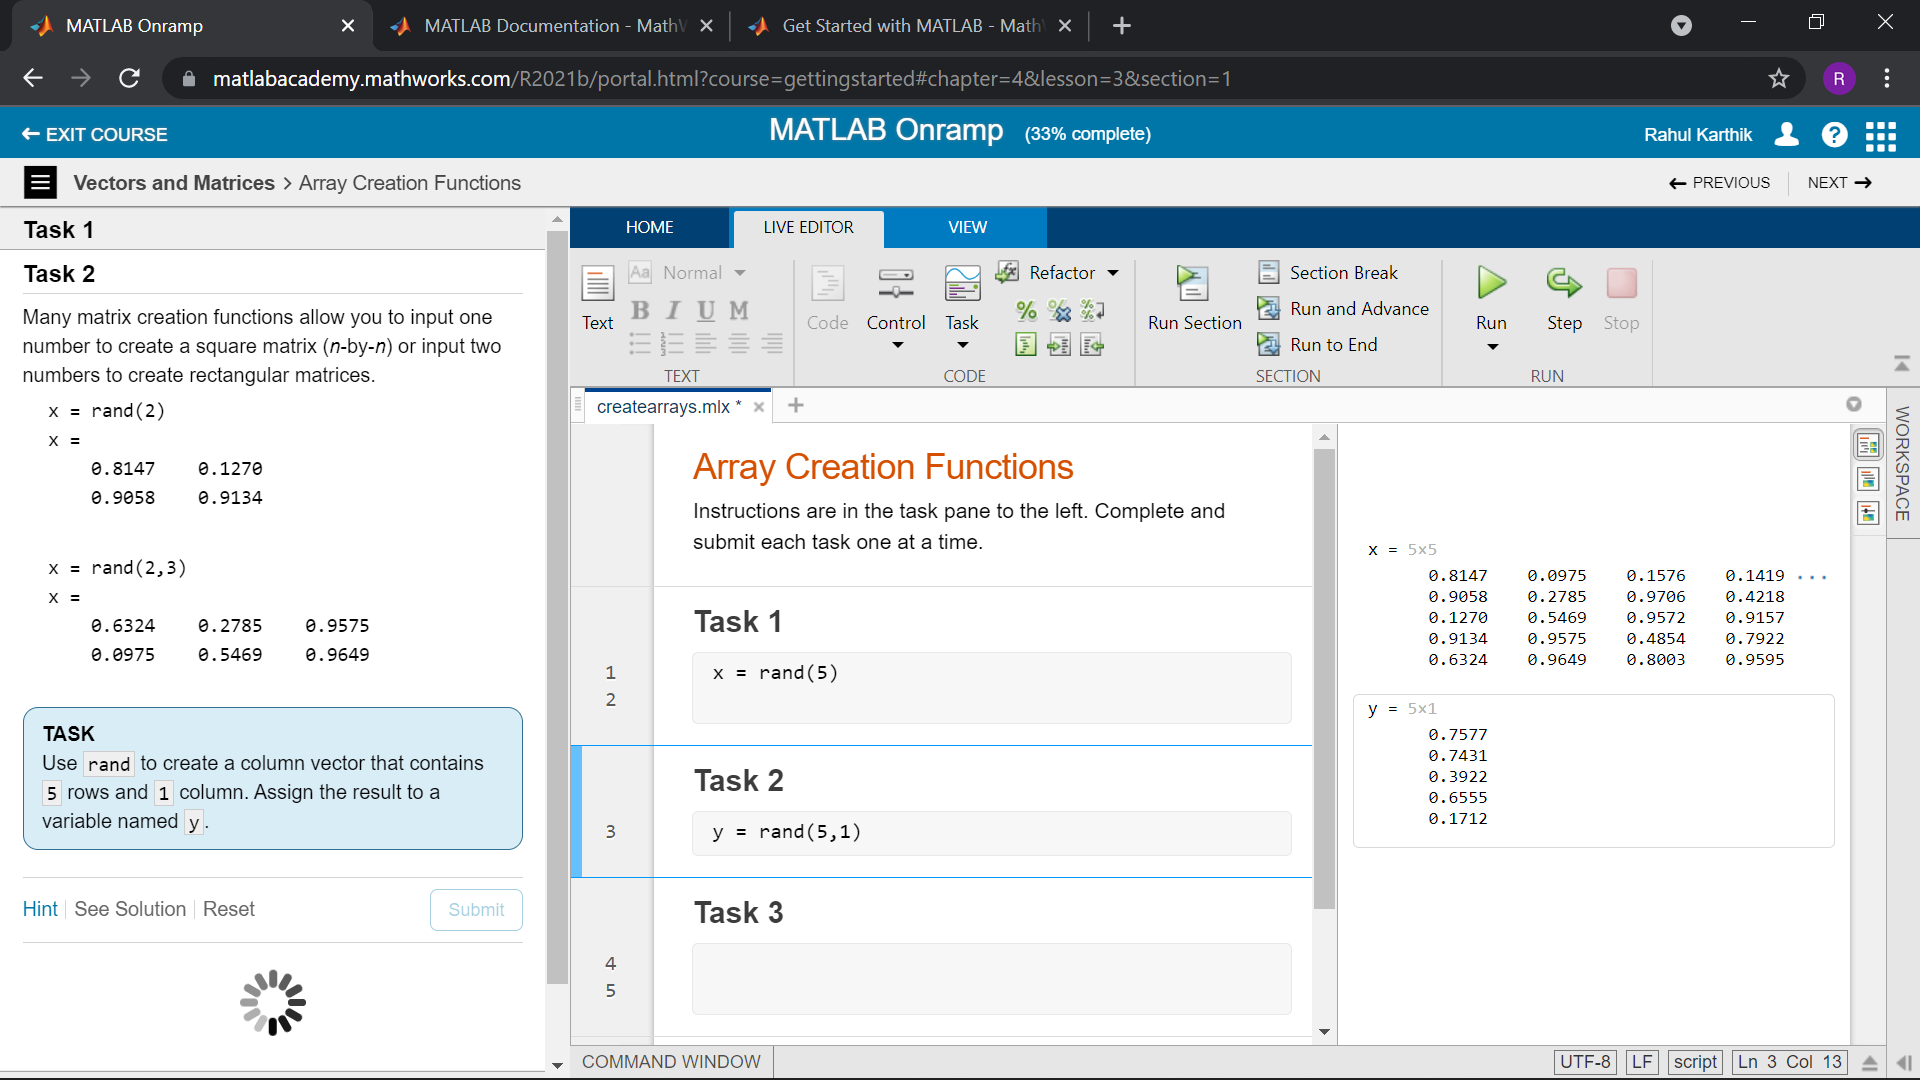 MATLAB Onramp
MATLAB Documentation - Math
Get Started with MATLAB - Math
matlabacademy.mathworks.com/R2021b/portal.html?course=gettingstarted#chapter=4&lesson=3&section=1
R
EXIT COURSE
MATLAB Onramp (33% complete)
Rahul Karthik
Vectors and Matrices > Array Creation Functions
PREVIOUS
NEXT
Task 1
Task 2
Many matrix creation functions allow you to input one
number to create a square matrix (n-by-n) or input two
numbers to create rectangular matrices.
x = rand(2)
x =
0.8147 0.1270
0.9058 0.9134
x = rand(2,3)
x =
0.6324 0.2785 0.9575
0.0975 0.5469 0.9649
TASK
Use rand to create a column vector that contains
5 rows and 1 column. Assign the result to a
variable named y.
Hint
See Solution
Reset
Submit
HOME
LIVE EDITOR
VIEW
Text
Aa Normal
B I U M
TEXT
Code
Control
Task
Refactor
CODE
Run Section
Section Break
Run and Advance
Run to End
SECTION
Run
Step
Stop
RUN
createarrays.mlx *
WORKSPACE
Array Creation Functions
Instructions are in the task pane to the left. Complete and
submit each task one at a time.
Task 1
1 x = rand(5)
2
Task 2
3 y = rand(5,1)
Task 3
4
5
x = 5×5
0.8147 0.0975 0.1576 0.1419 ...
0.9058 0.2785 0.9706 0.4218
0.1270 0.5469 0.9572 0.9157
0.9134 0.9575 0.4854 0.7922
0.6324 0.9649 0.8003 0.9595
y = 5×1
0.7577
0.7431
0.3922
0.6555
0.1712
COMMAND WINDOW
UTF-8
LF
script
Ln 3 Col 13